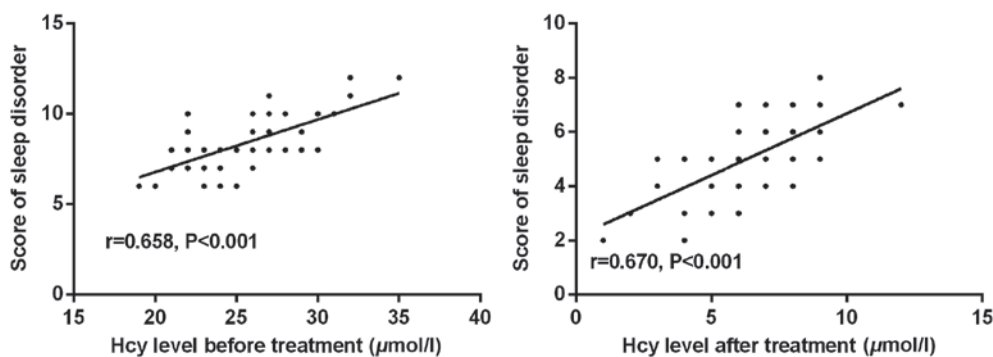 15
10
5
0
Score of sleep disorder
r=0.658, P<0.001
15 20 25 30 35 40
Hcy level before treatment (µmol/l)
10
8
6
4
2
0
Score of sleep disorder
r=0.670, P<0.001
0 5 10 15
Hcy level after treatment (µmol/l)